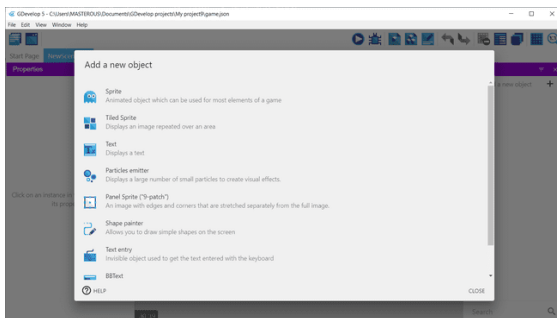 GDevelop 5 - C:\Users\MASTEROU9\Documents\GDevelop projects\My project9\game.json
File Edit View Window Help
Start Page
Properties
Add a new object
Sprite
Animated object which can be used for most elements of a game
Tiled Sprite
Displays an image repeated over an area
Text
Displays a text
Particles emitter
Displays a large number of small particles to create visual effects.
Panel Sprite ("9-patch")
An image with edges and corners that are stretched separately from the full image.
Shape painter
Allows you to draw simple shapes on the screen
Text entry
Invisible object used to get the text entered with the keyboard
BBText
HELP
CLOSE
Click on an instance in
a new object
Search